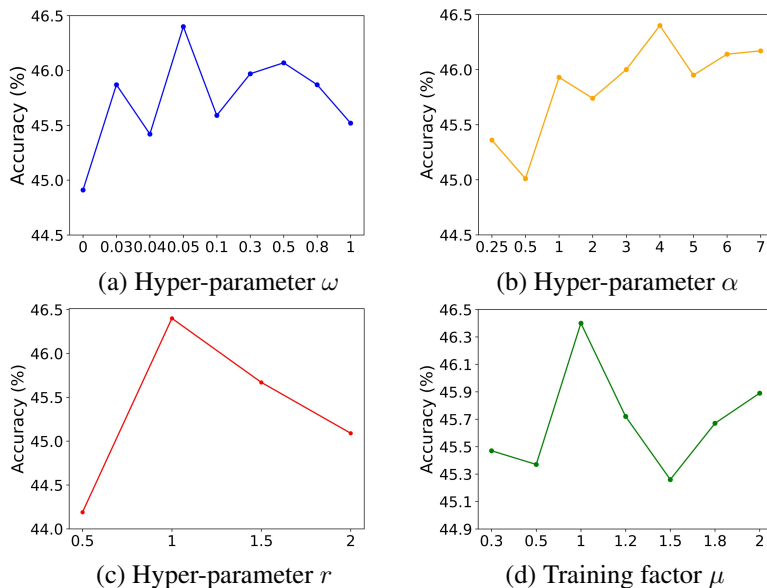 46.5
46.0
45.5
45.0
44.5
Accuracy (%)
0 0.03 0.04 0.05 0.1 0.3 0.5 0.8 1
(a) Hyper-parameter ω
46.5
46.0
45.5
45.0
44.5
Accuracy (%)
0.25 0.5 1 2 3 4 5 6 7
(b) Hyper-parameter α
46.5
46.0
45.5
45.0
44.5
44.0
Accuracy (%)
0.5 1 1.5 2
(c) Hyper-parameter r
46.5
46.3
46.1
45.9
45.7
45.5
45.3
45.1
44.9
Accuracy (%)
0.3 0.5 1 1.2 1.5 1.8 2
(d) Training factor μ